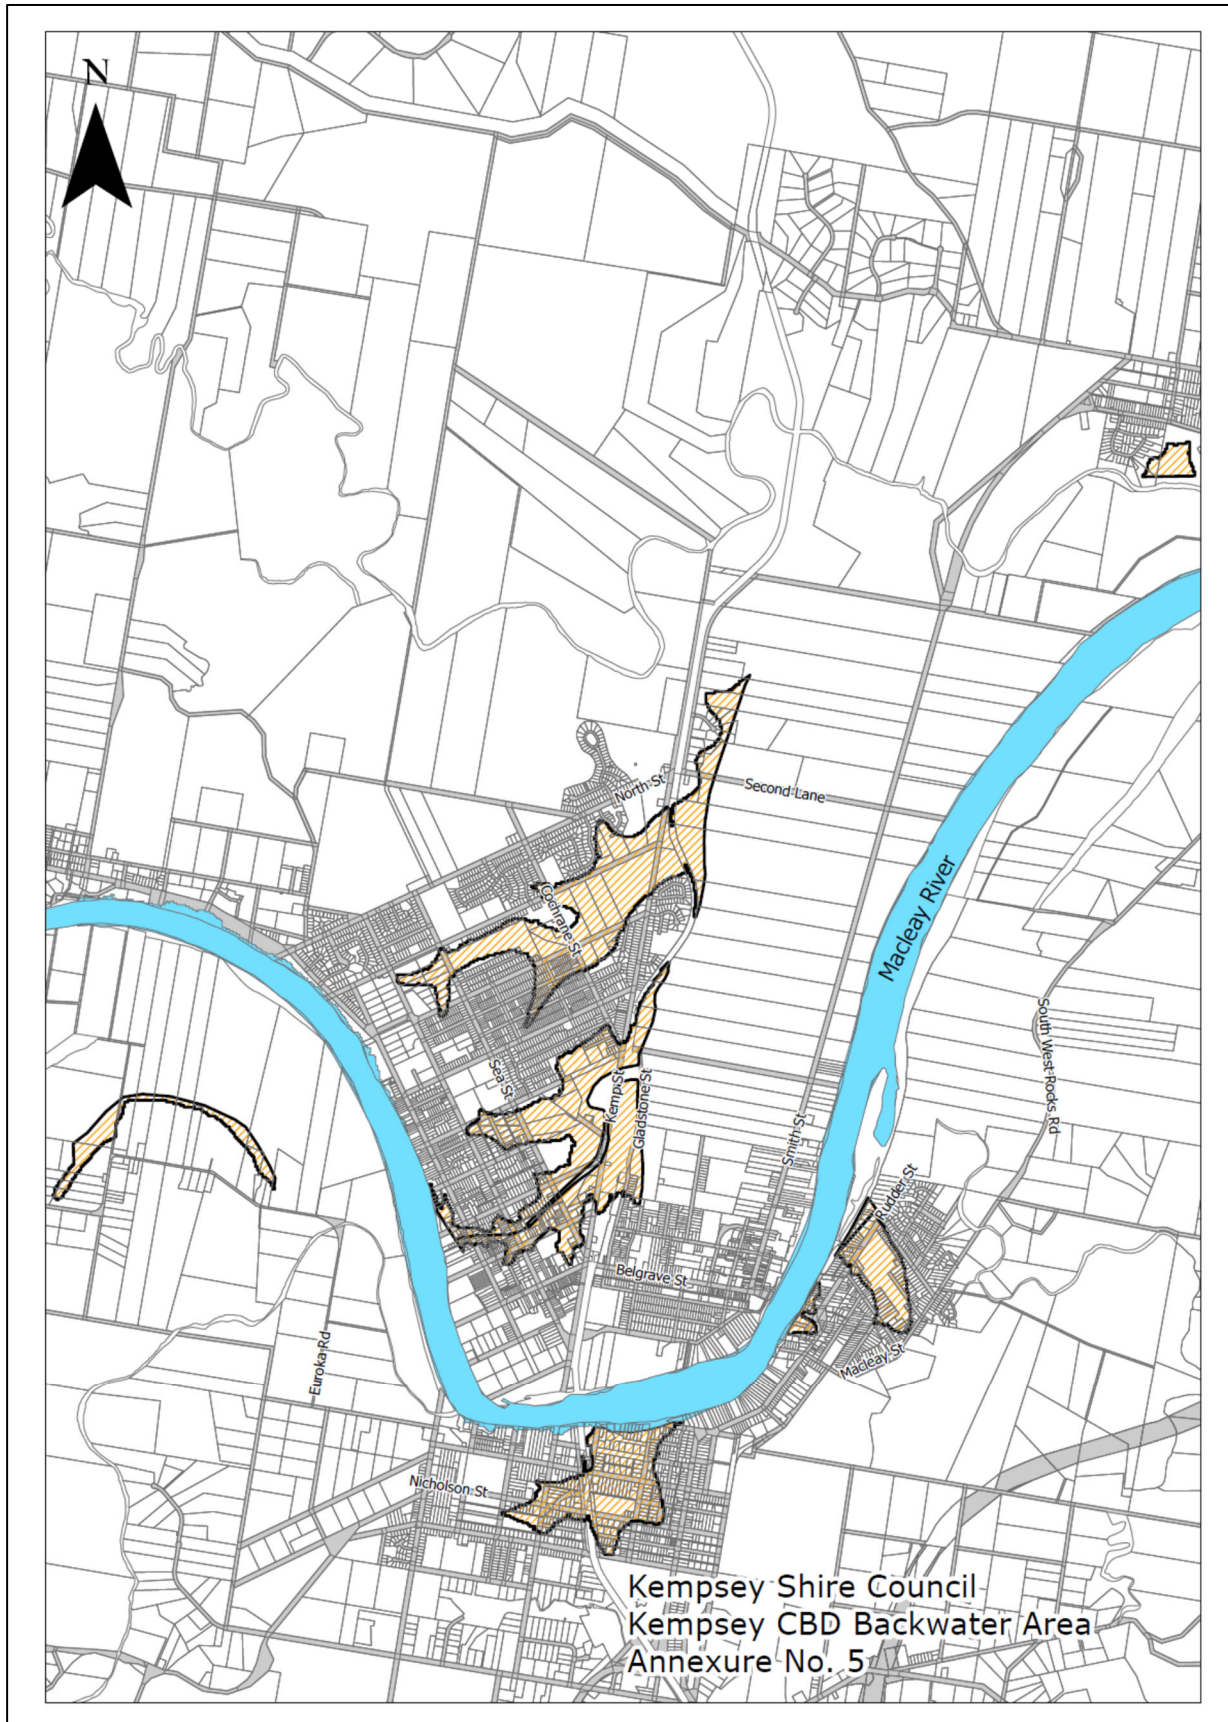 N
North St
Second Lane
Cochrane St
Macleay River
South West Rocks Rd
Sea St
Kemp St
Gladstone St
Smith St
Rudder St
Belgrave St
Euroka Rd
Macleay St
Nicholson St
Kempsey Shire Council
Kempsey CBD Backwater Area
Annexure No. 5